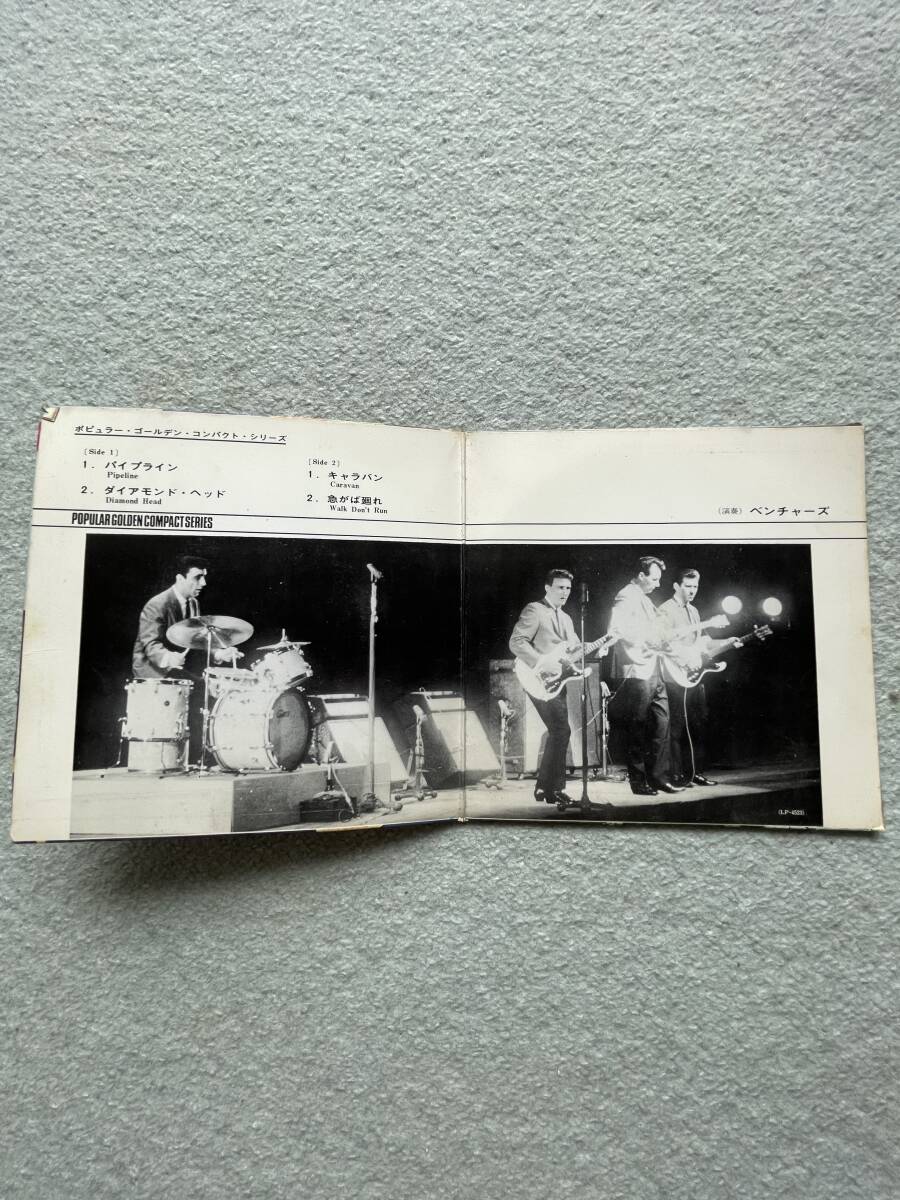 ポピュラー・ゴールデン・コンパクト・シリーズ
[Side 1]
1. パイプライン
Pipeline
2. ダイアモンド・ヘッド
Diamond Head
[Side 2]
1. キャラバン
Caravan
2. 急がば廻れ
Walk Don't Run
POPULAR GOLDEN COMPACT SERIES
(演奏) ベンチャーズ
(LP-4523)